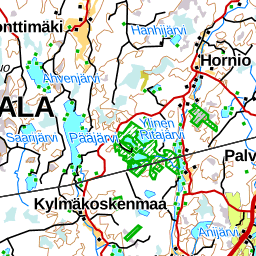 onttimäki
Hanhijärvi
Hornio
Ahvenjärvi
ALA
Ylinen
Ritajärvi
Saarijärvi
Pääjärvi
Palv
Kylmäkoskenmaa
Anijärvi